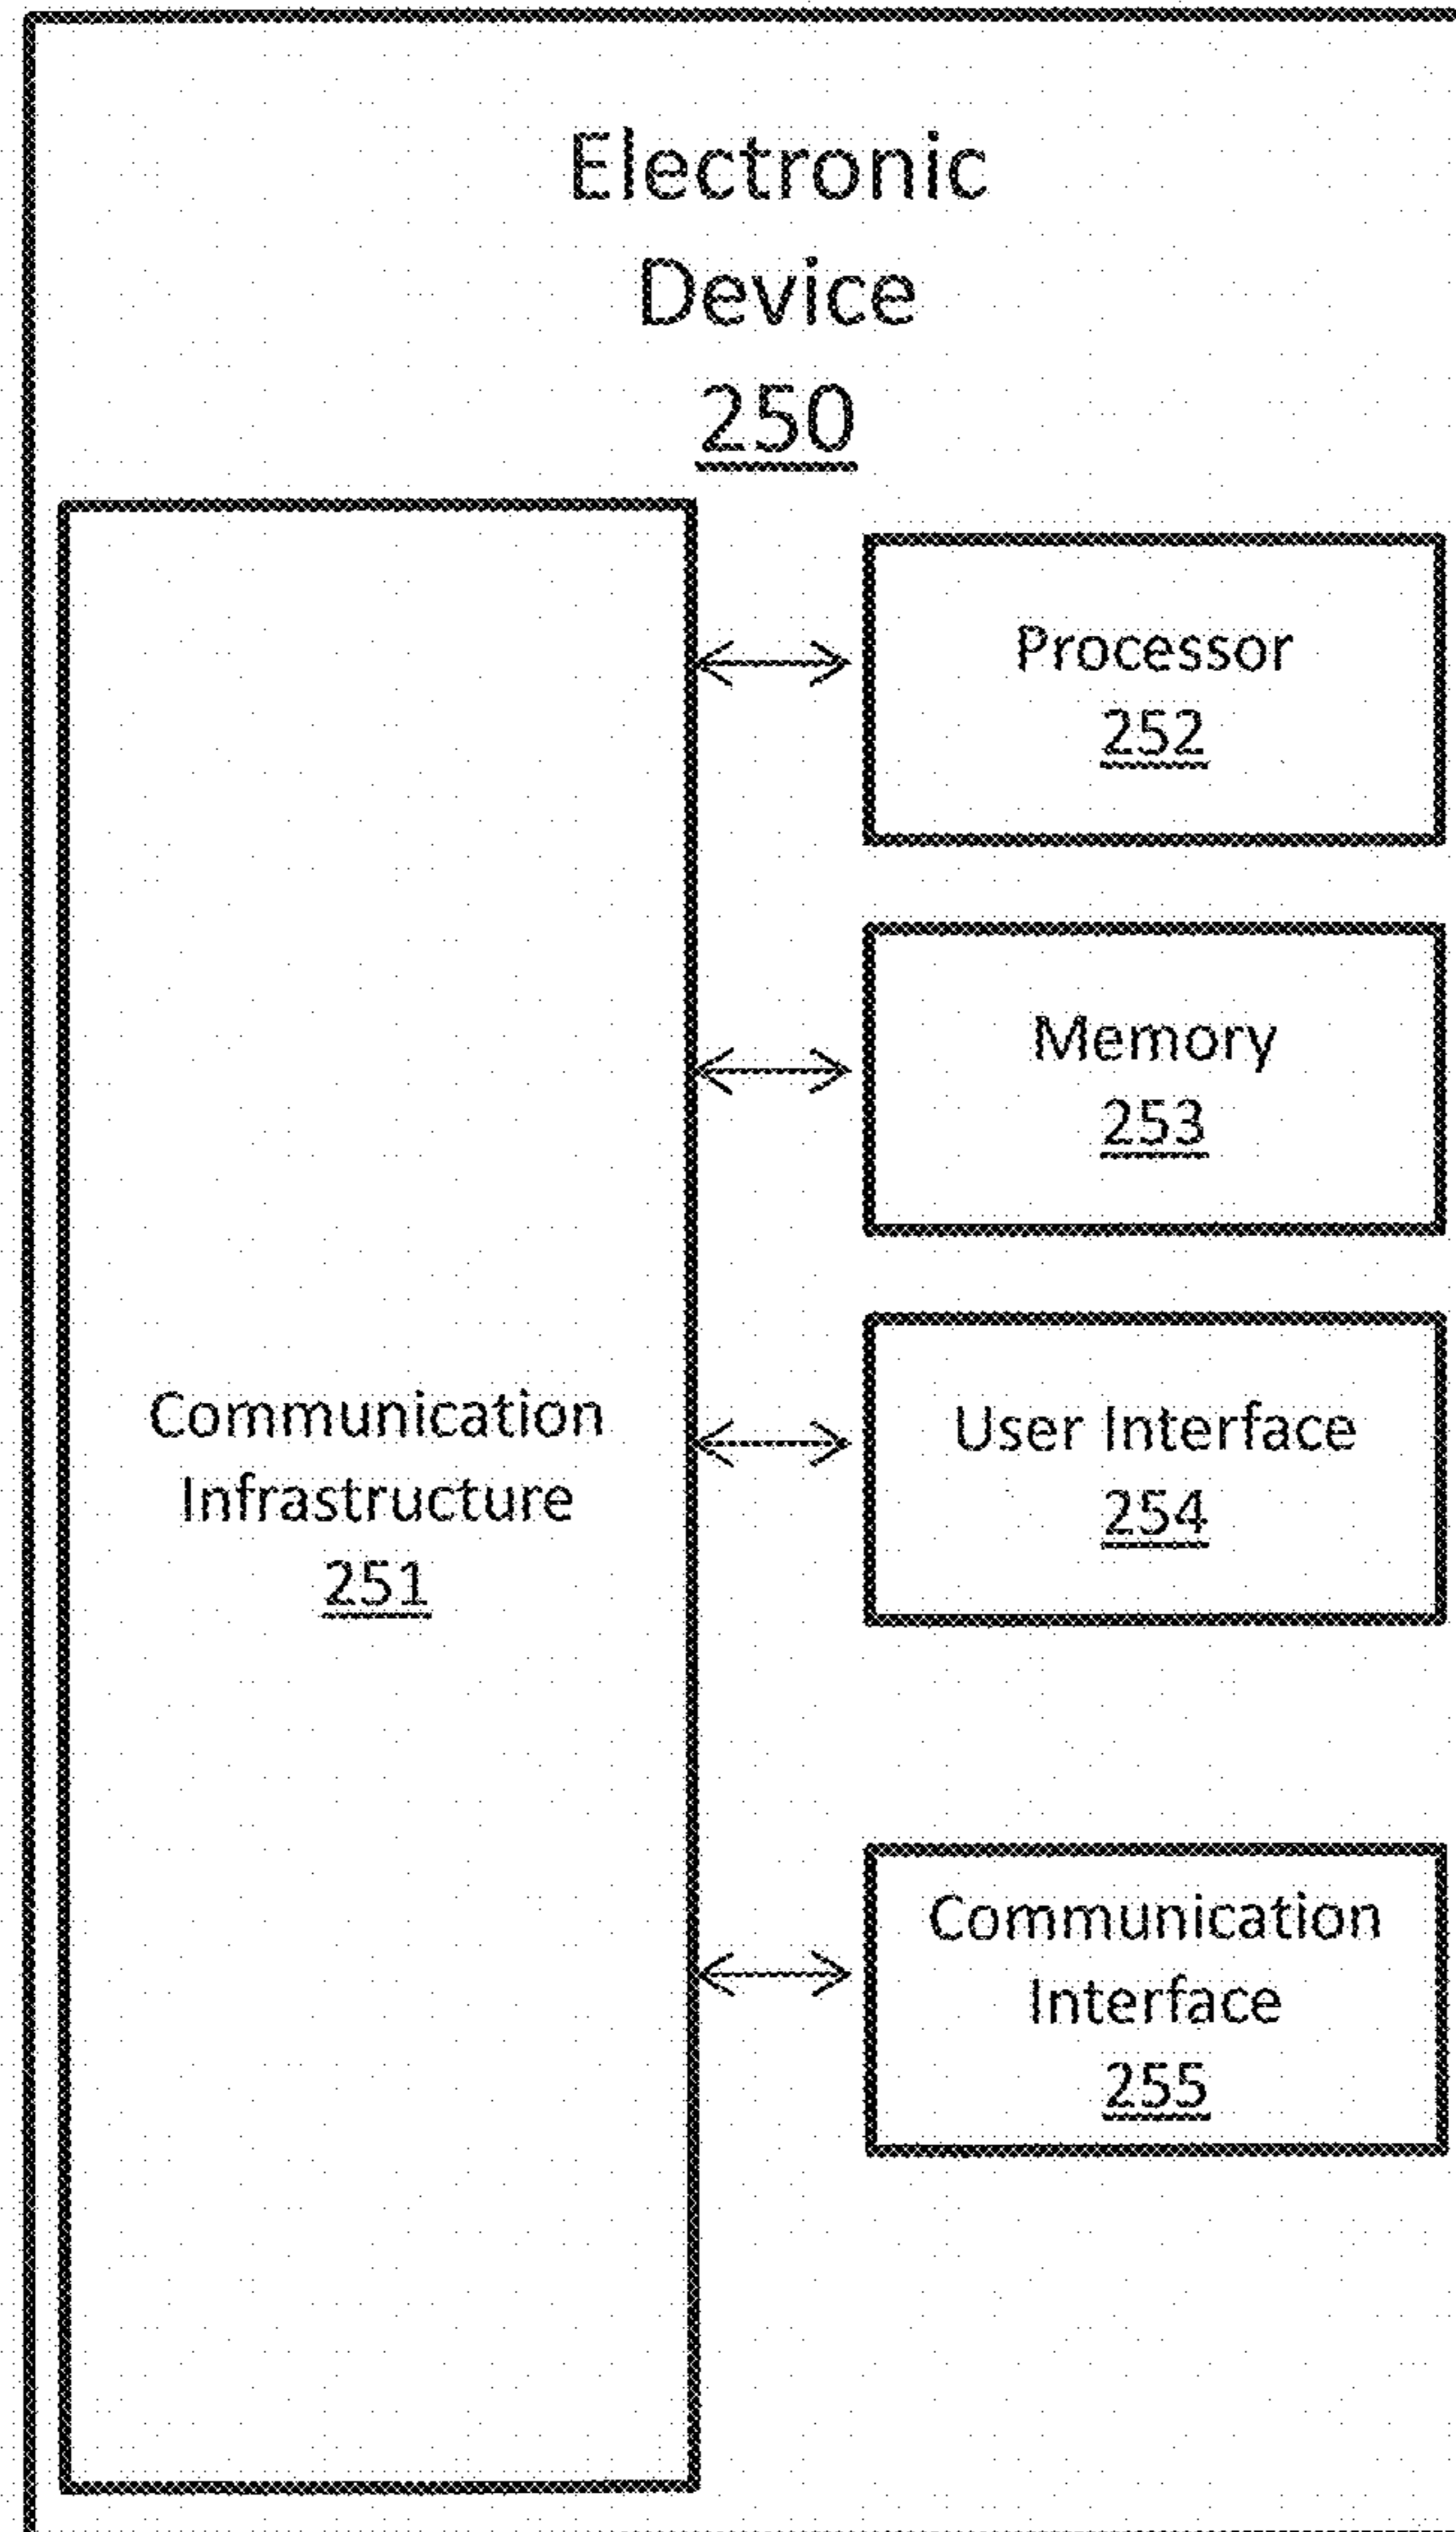 Electronic
Device
250
Processor
252
Memory
253
User Interface
254
Communication
Infrastructure
251
Communication
Interface
255